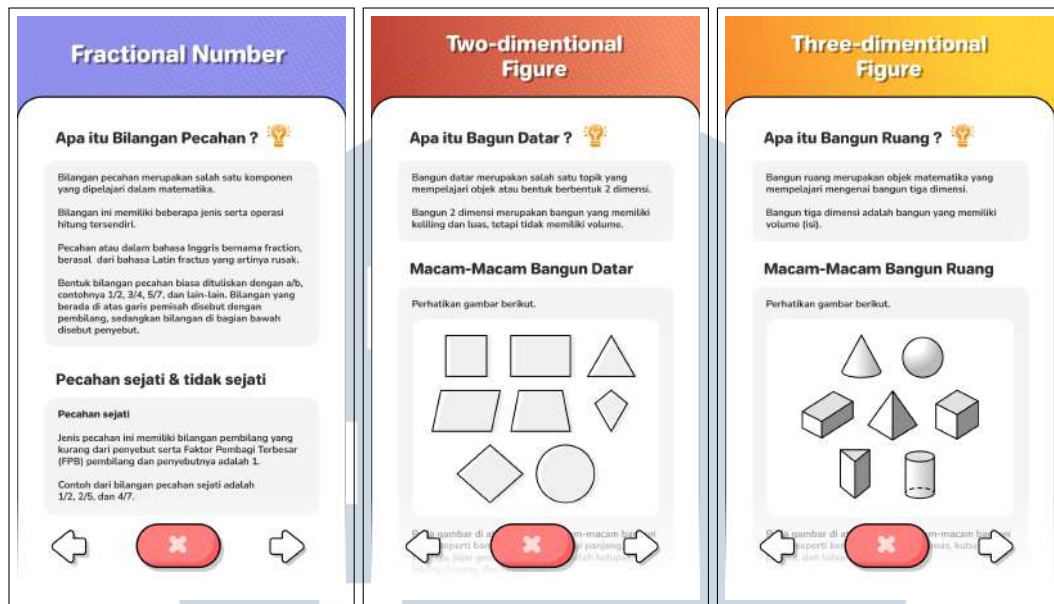 Fractional Number
Apa itu Bilangan Pecahan ?
Bilangan pecahan merupakan salah satu komponen
yang dipelajari dalam matematika.
Bilangan ini memiliki beberapa jenis serta operasi
hitung tersendiri.
Pecahan atau dalam bahasa Inggris bernama fraction,
berasal dari bahasa Latin fractus yang artinya rusak.
Bentuk bilangan pecahan biasa dituliskan dengan a/b,
contohnya 1/2, 3/4, 5/7, dan lain-lain. Bilangan yang
berada di atas garis pemisah disebut dengan
pembilang, sedangkan bilangan di bagian bawah
disebut penyebut.
Pecahan sejati & tidak sejati
Pecahan sejati
Jenis pecahan ini memiliki bilangan pembilang yang
kurang dari penyebut serta Faktor Pembagi Terbesar
(FPB) pembilang dan penyebutnya adalah 1.
Contoh dari bilangan pecahan sejati adalah
1/2, 2/5, dan 4/7.
Two-dimentional
Figure
Apa itu Bagun Datar ?
Bangun datar merupakan salah satu topik yang
mempelajari objek atau bentuk berbentuk 2 dimensi.
Bangun 2 dimensi merupakan bangun yang memiliki
keliling dan luas, tetapi tidak memiliki volume.
Macam-Macam Bangun Datar
Perhatikan gambar berikut.
gambar di
m-macam
panjang,
Three-dimentional
Figure
Apa itu Bangun Ruang ?
Bangun ruang merupakan objek matematika yang
mempelajari mengenai bangun tiga dimensi.
Bangun tiga dimensi adalah bangun yang memiliki
volume (isi).
Macam-Macam Bangun Ruang
Perhatikan gambar berikut.
gambar di
m-macam
dan